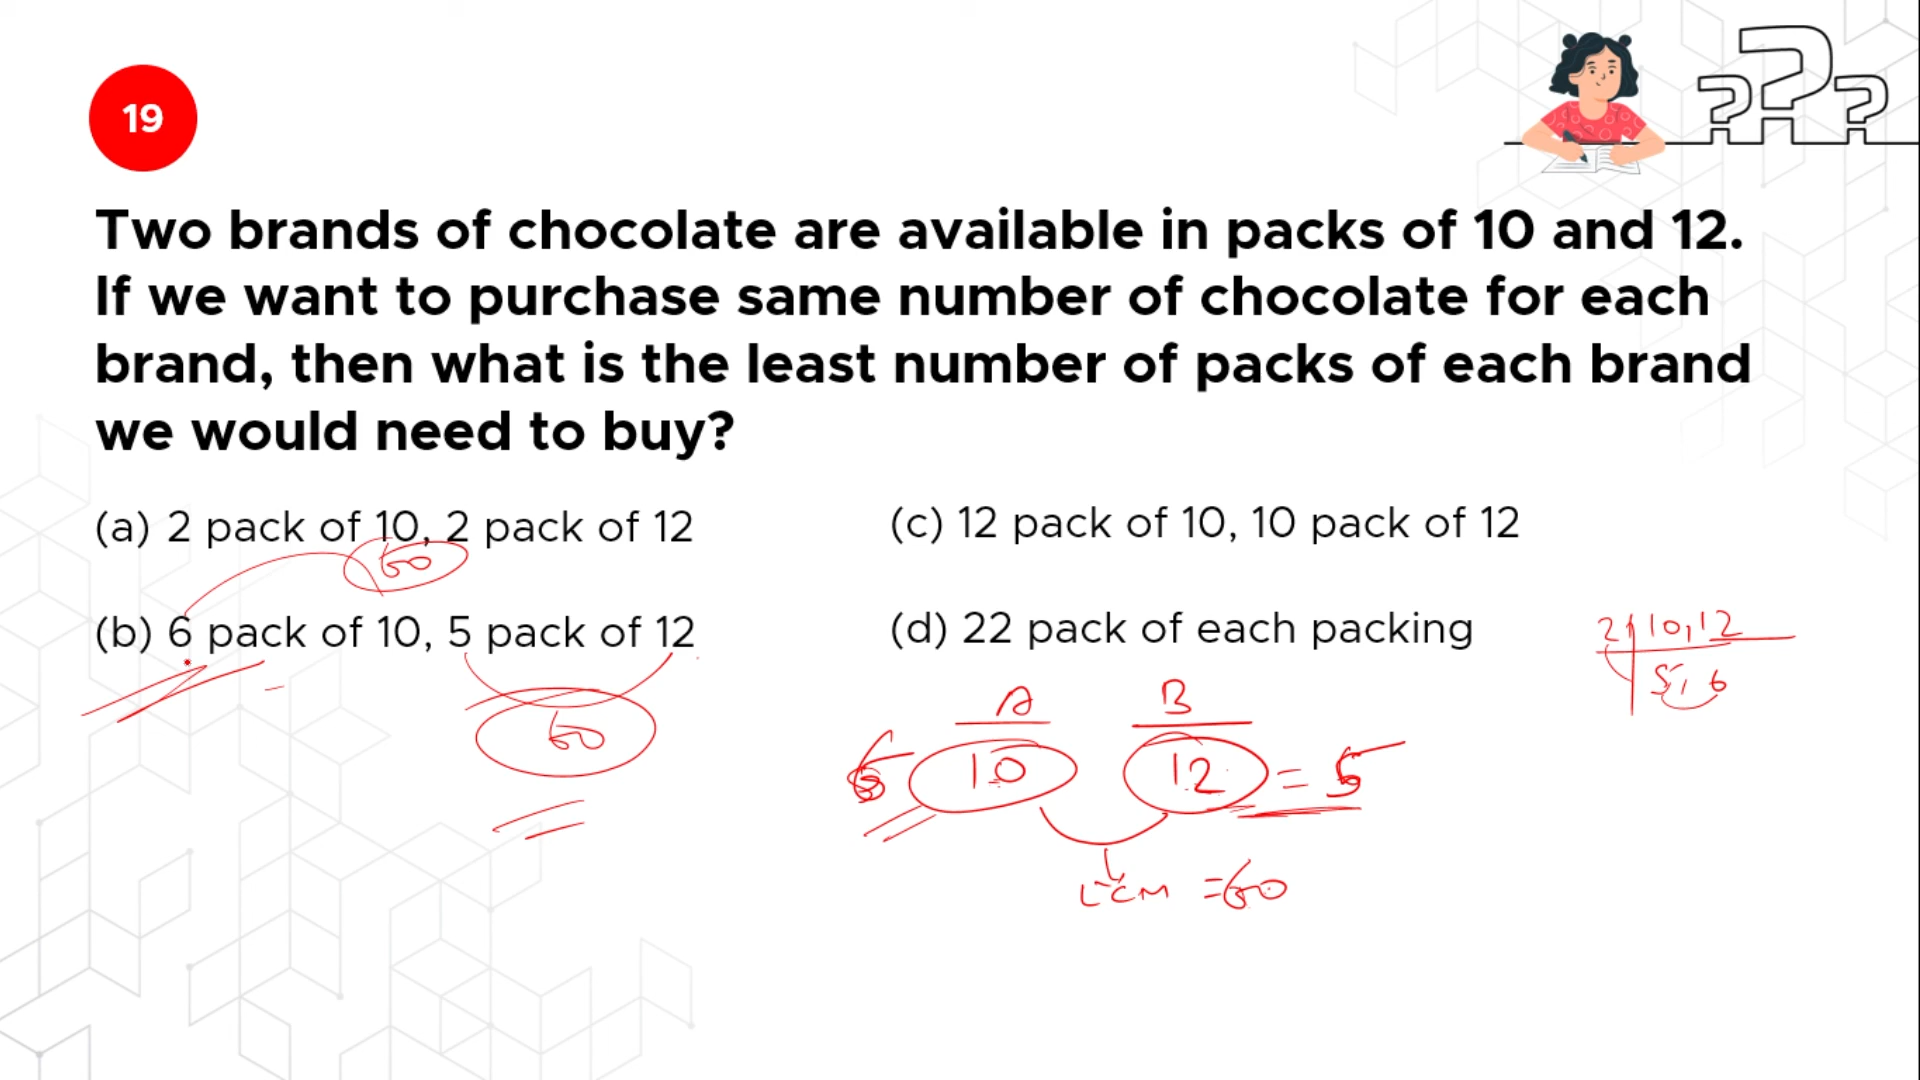 19
???
Two brands of chocolate are available in packs of 10 and 12.
If we want to purchase same number of chocolate for each
brand, then what is the least number of packs of each brand
we would need to buy?
(a) 2 pack of 10, 2 pack of 12
(c) 12 pack of 10, 10 pack of 12
60
(b) 6 pack of 10, 5 pack of 12
(d) 22 pack of each packing
2 10, 12
5, 6
60
A B
10 12 = 5
LCM = 60